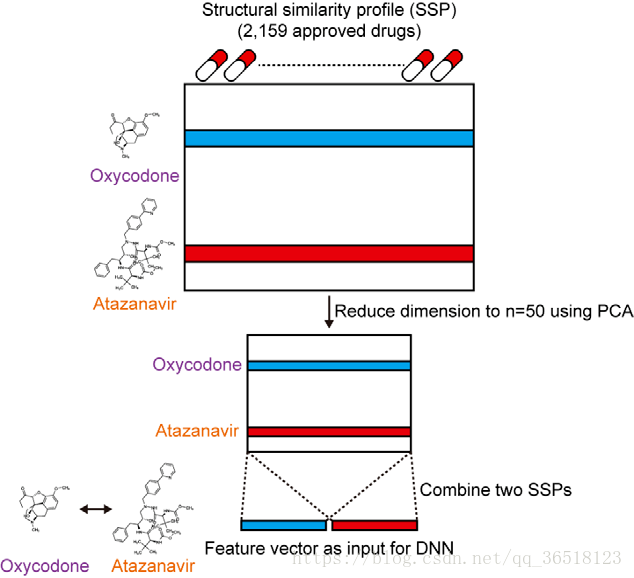 Structural similarity profile (SSP)
(2,159 approved drugs)
Oxycodone
Atazanavir
Reduce dimension to n=50 using PCA
Oxycodone
Atazanavir
Combine two SSPs
Oxycodone
Atazanavir
Feature vector as input for DNN
https://blog.csdn.net/qq_36518123